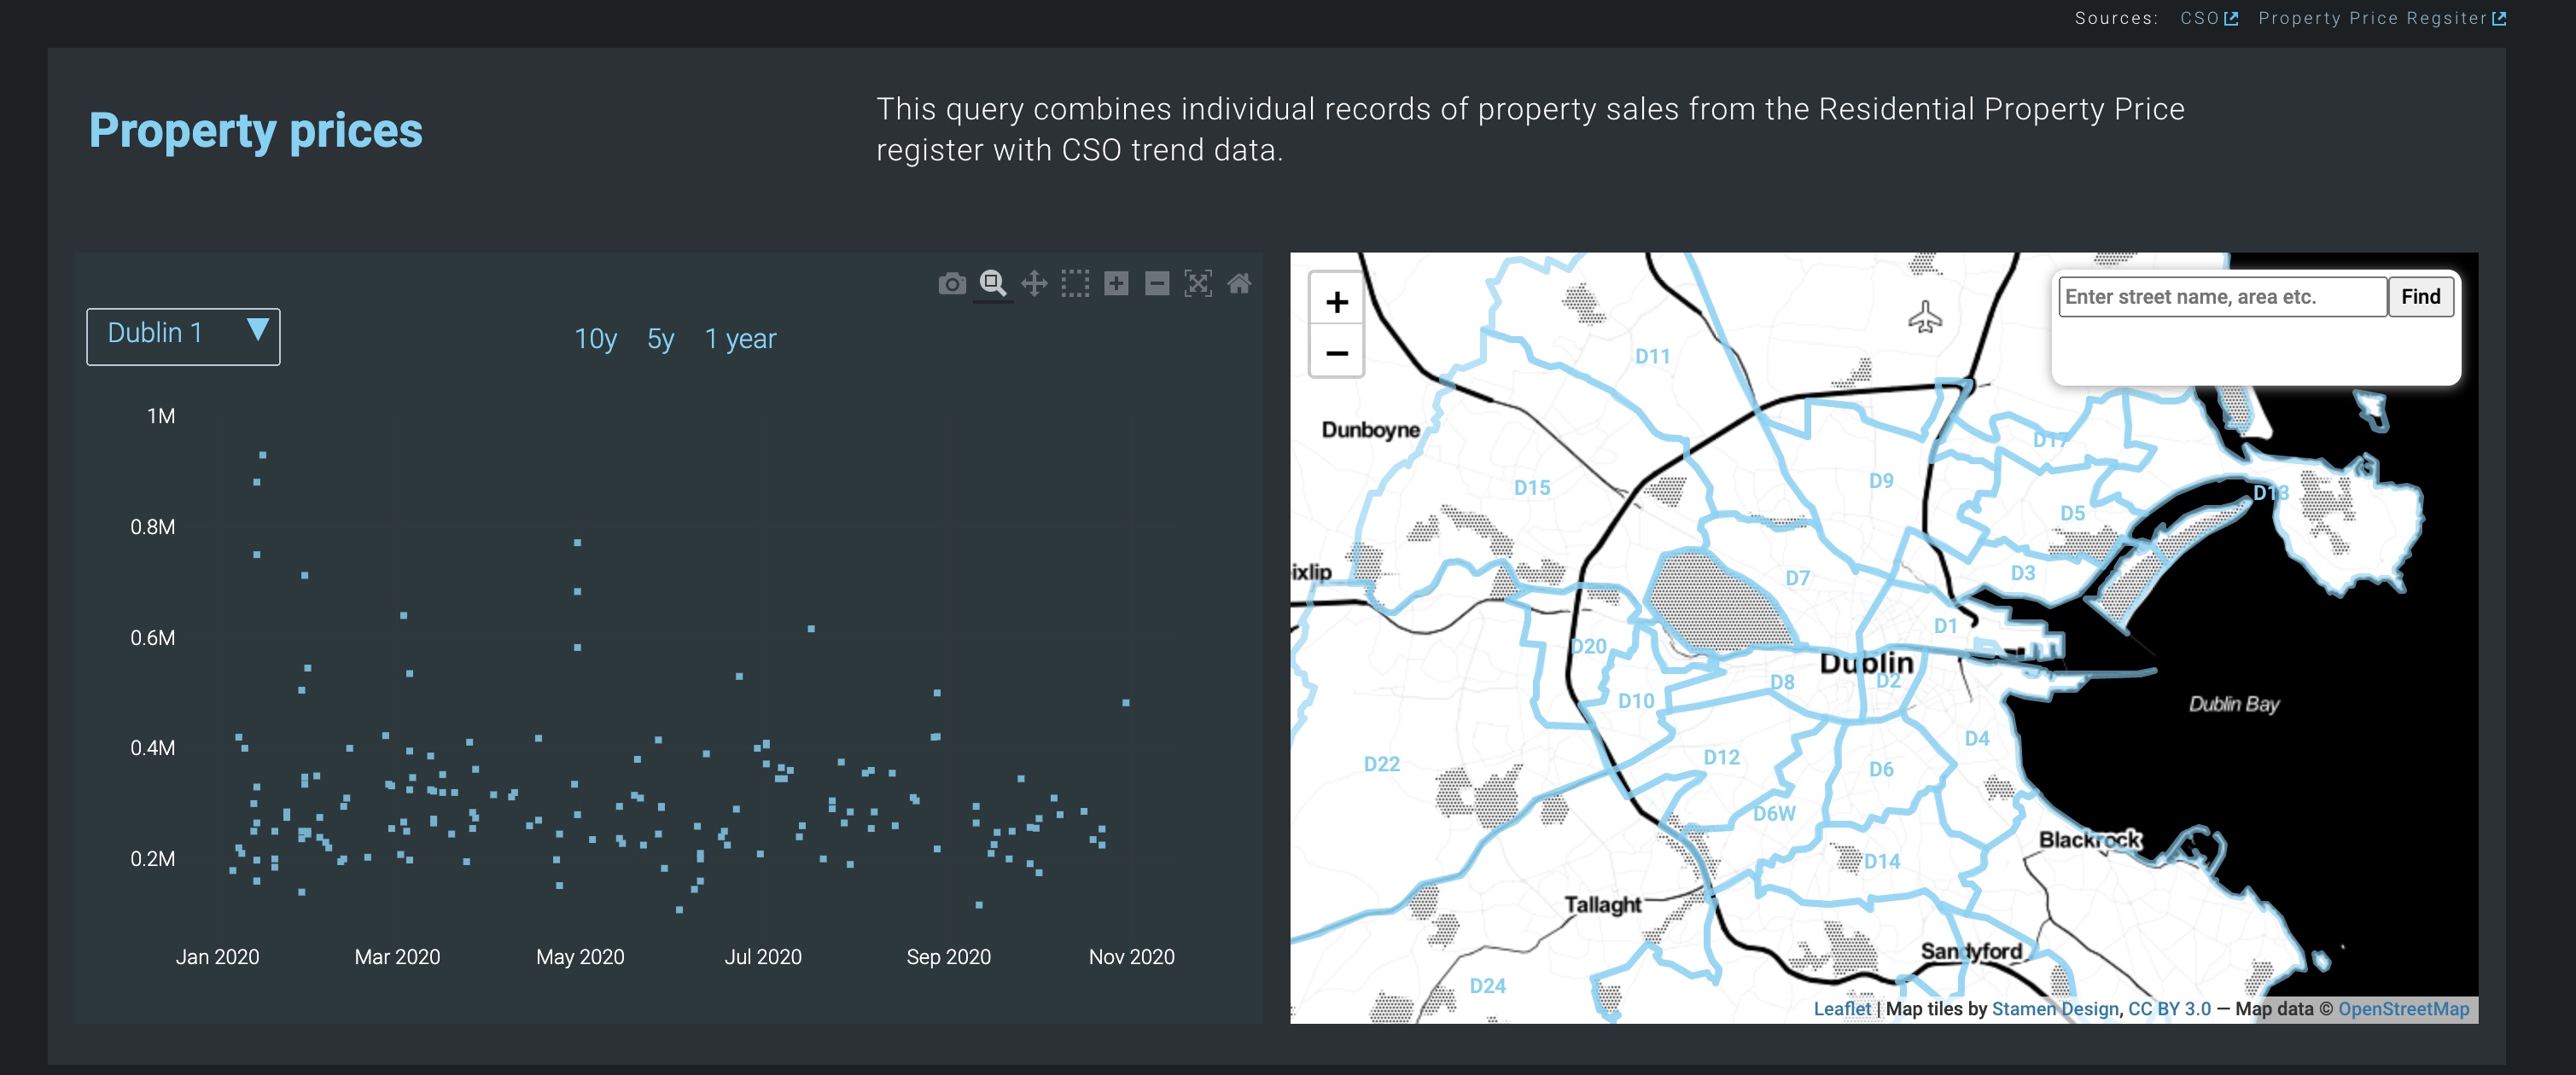 Sources: CSO Property Price Regsiter
Property prices
This query combines individual records of property sales from the Residential Property Price
register with CSO trend data.
Dublin 1
10y 5y 1 year
1M
0.8M
0.6M
0.4M
0.2M
Jan 2020 Mar 2020 May 2020 Jul 2020 Sep 2020 Nov 2020
+
−
Enter street name, area etc. Find
D11
Dunboyne
D17
D15
D9
D13
D5
ixlip
D7
D3
D1
D20
Dublin
D8
D2
D10
Dublin Bay
D4
D12
D22
D6
D6W
Blackrock
D14
Tallaght
Sandyford
D24
Leaflet | Map tiles by Stamen Design, CC BY 3.0 — Map data © OpenStreetMap